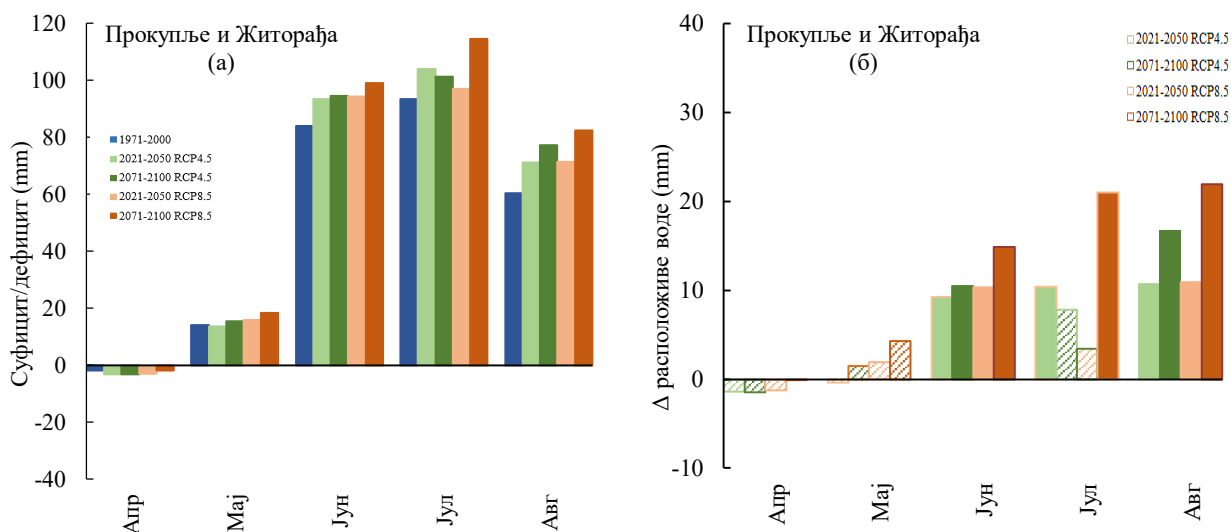 Прокупље и Житорађа
(а)
Суфицит/дефицит (mm)
120
100
80
60
40
20
0
-20
-40
1971-2000
2021-2050 RCP4.5
2071-2100 RCP4.5
2021-2050 RCP8.5
2071-2100 RCP8.5
Апр
Мај
Јун
Јул
Авг
Прокупље и Житорађа
(б)
Δ расположиве воде (mm)
40
30
20
10
0
-10
2021-2050 RCP4.5
2071-2100 RCP4.5
2021-2050 RCP8.5
2071-2100 RCP8.5
Апр
Мај
Јун
Јул
Авг